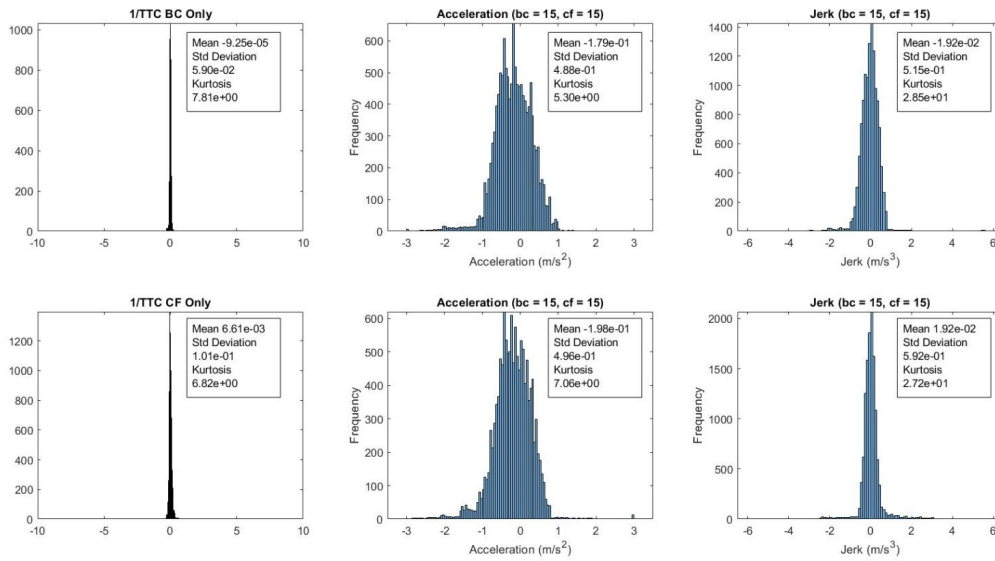 1/TTC BC Only
1000
800
600
400
200
0
-10
-5
0
5
10
Mean -9.25e-05
Std Deviation
5.90e-02
Kurtosis
7.81e+00
Acceleration (bc = 15, cf = 15)
Frequency
600
500
400
300
200
100
0
-3
-2
-1
0
1
2
3
Acceleration (m/s²)
Mean -1.79e-01
Std Deviation
4.88e-01
Kurtosis
5.30e+00
Jerk (bc = 15, cf = 15)
Frequency
1400
1200
1000
800
600
400
200
0
-6
-4
-2
0
2
4
6
Jerk (m/s³)
Mean -1.92e-02
Std Deviation
5.15e-01
Kurtosis
2.85e+01
1/TTC CF Only
1200
1000
800
600
400
200
0
-10
-5
0
5
10
Mean 6.61e-03
Std Deviation
1.01e-01
Kurtosis
6.82e+00
Acceleration (bc = 15, cf = 15)
Frequency
600
500
400
300
200
100
0
-3
-2
-1
0
1
2
3
Acceleration (m/s²)
Mean -1.98e-01
Std Deviation
4.96e-01
Kurtosis
7.06e+00
Jerk (bc = 15, cf = 15)
Frequency
2000
1500
1000
500
0
-6
-4
-2
0
2
4
6
Jerk (m/s³)
Mean 1.92e-02
Std Deviation
5.92e-01
Kurtosis
2.72e+01